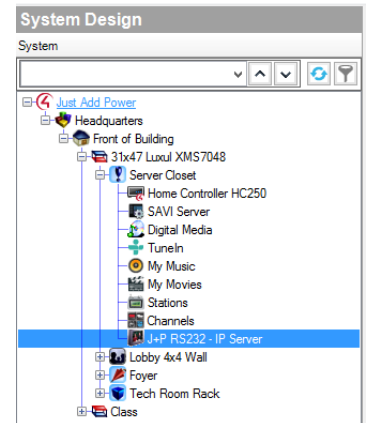 System Design
System
Just Add Power
Headquarters
Front of Building
31x47 Luxul XMS7048
Server Closet
Home Controller HC250
SAVI Server
Digital Media
TuneIn
My Music
My Movies
Stations
Channels
J+P RS232 - IP Server
Lobby 4x4 Wall
Foyer
Tech Room Rack
Class